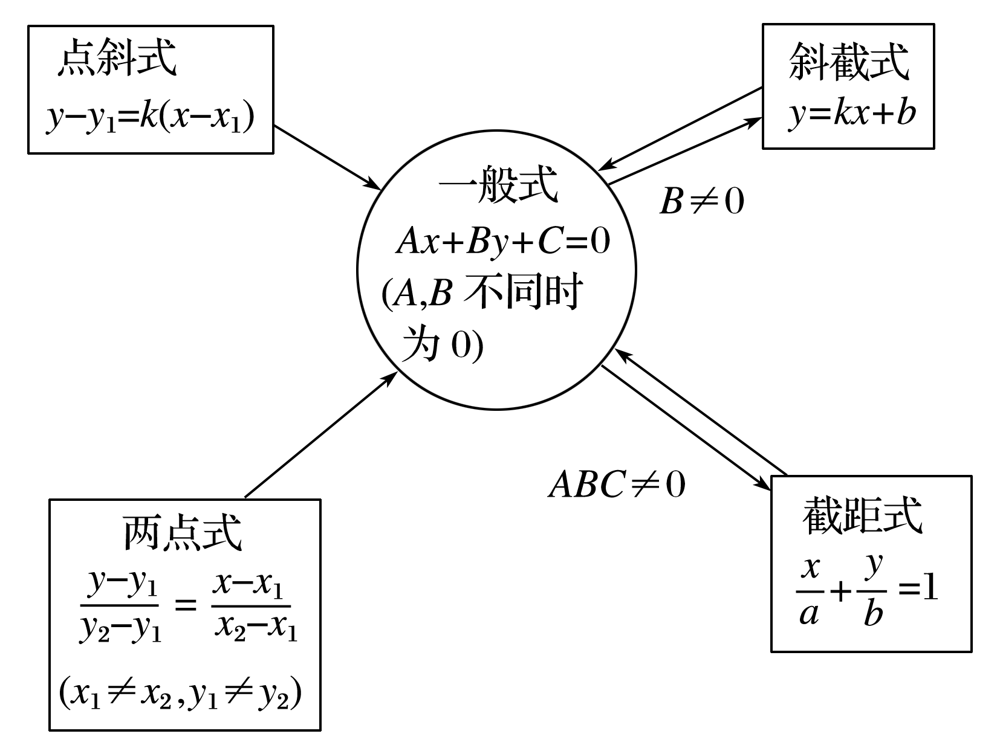 点斜式
y−y₁=k(x−x₁)
斜截式
y=kx+b
一般式
Ax+By+C=0
(A,B 不同时
为 0)
B≠0
ABC≠0
两点式
(y−y₁)/(y₂−y₁) = (x−x₁)/(x₂−x₁)
(x₁≠x₂,y₁≠y₂)
截距式
x/a+y/b=1